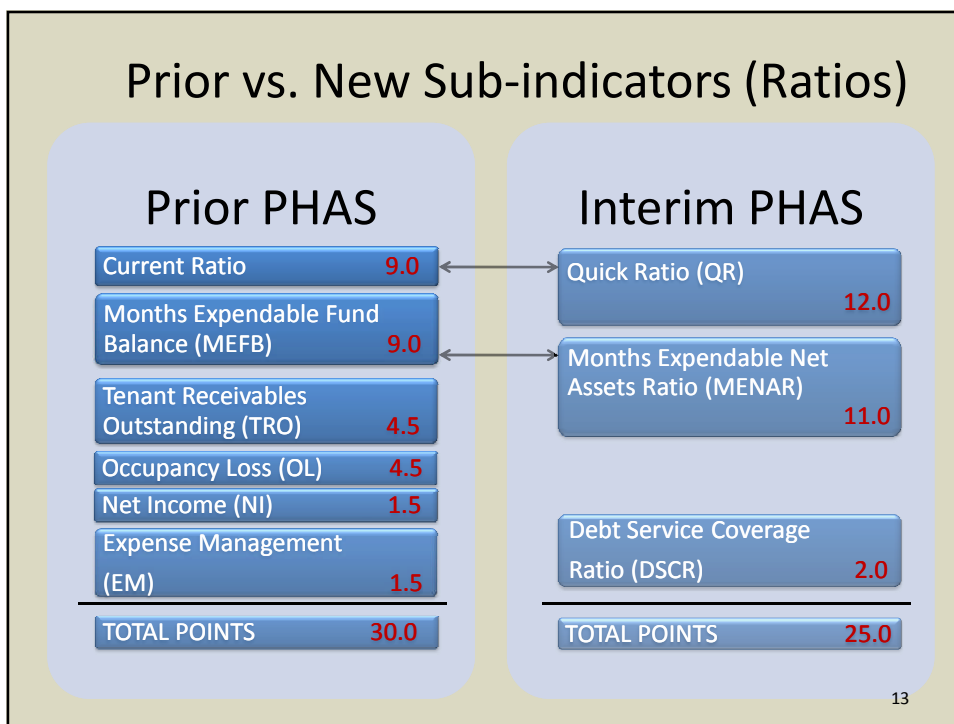 Prior vs. New Sub-indicators (Ratios)
Prior PHAS
Current Ratio 9.0
Months Expendable Fund
Balance (MEFB) 9.0
Tenant Receivables
Outstanding (TRO) 4.5
Occupancy Loss (OL) 4.5
Net Income (NI) 1.5
Expense Management
(EM) 1.5
TOTAL POINTS 30.0
Interim PHAS
Quick Ratio (QR)
12.0
Months Expendable Net
Assets Ratio (MENAR)
11.0
Debt Service Coverage
Ratio (DSCR) 2.0
TOTAL POINTS 25.0
13